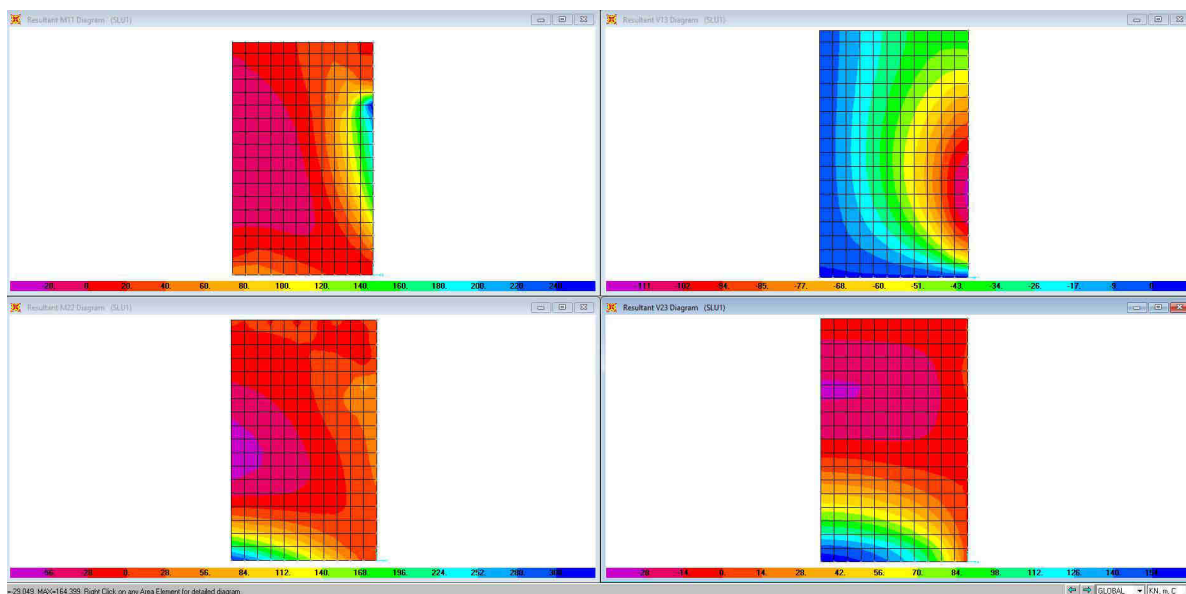 Resultant M11 Diagram (SLU1)
Resultant V13 Diagram (SLU1)
-20. 0. 20. 40. 60. 80. 100. 120. 140. 160. 180. 200. 220. 240.
-111. -102. -94. -85. -77. -68. -60. -51. -43. -34. -26. -17. -9. 0.
Resultant M22 Diagram (SLU1)
Resultant V23 Diagram (SLU1)
-56. -28. 0. 28. 56. 84. 112. 140. 168. 196. 224. 252. 280. 308.
-28. -14. 0. 14. 28. 42. 56. 70. 84. 98. 112. 126. 140. 154.
=-29.049, MAX=164.399, Right Click on any Area Element for detailed diagram
GLOBAL
KN, m, C